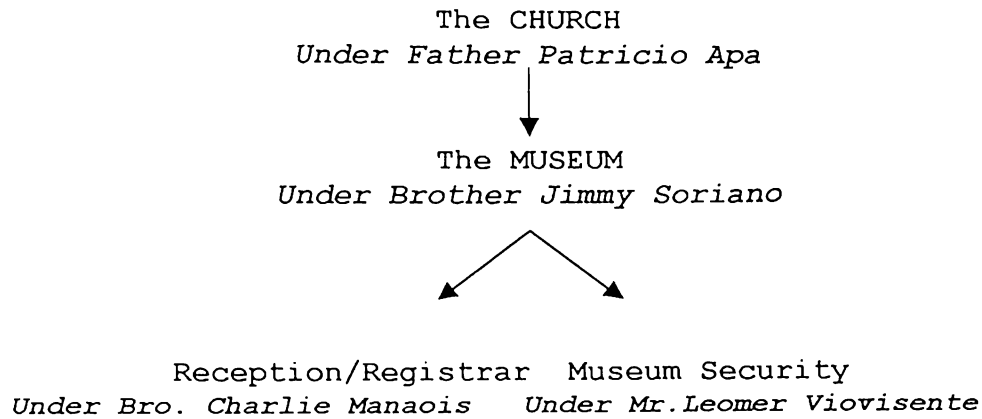 The CHURCH
Under Father Patricio Apa
The MUSEUM
Under Brother Jimmy Soriano
Reception/Registrar Museum Security
Under Bro. Charlie Manaois Under Mr.Leomer Viovisente